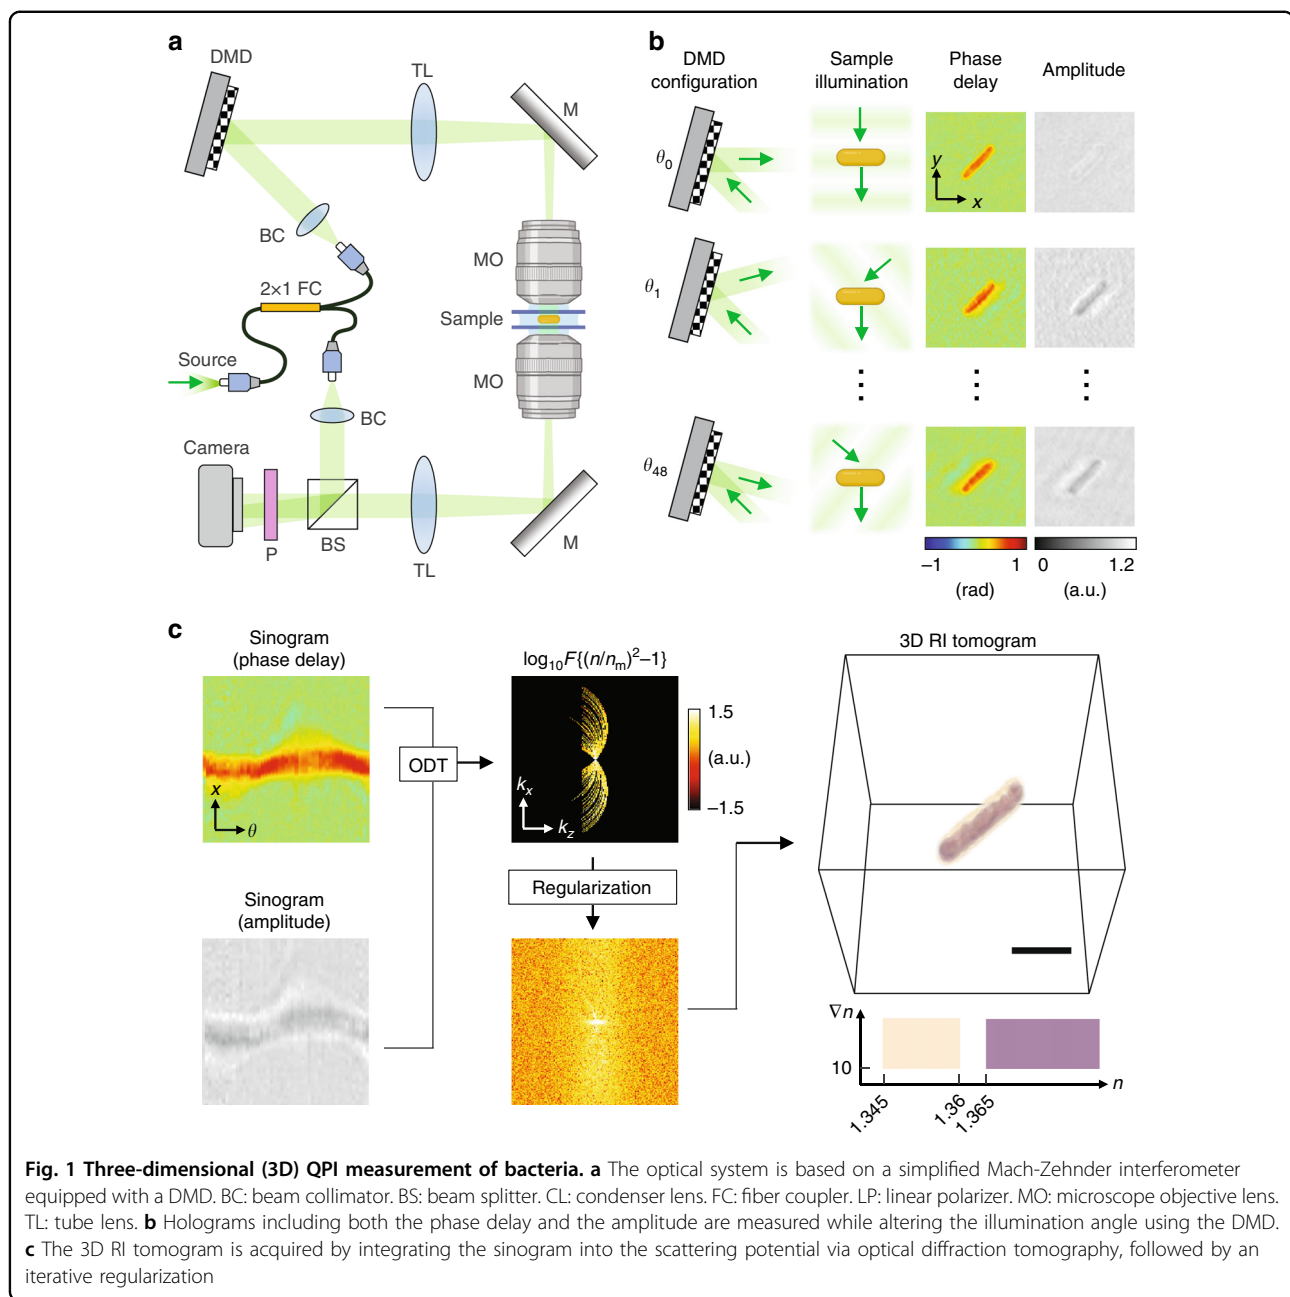 a
DMD
TL
M
BC
MO
2×1 FC
Sample
Source
MO
BC
Camera
P
BS
TL
M
b
DMD
configuration
Sample
illumination
Phase
delay
Amplitude
θ0
y
x
θ1
θ48
−1
1
(rad)
0
1.2
(a.u.)
c
Sinogram
(phase delay)
x
θ
ODT
log10F{(n/nm)²−1}
1.5
(a.u.)
−1.5
kx
kz
Regularization
Sinogram
(amplitude)
3D RI tomogram
∇n
10
n
1.345
1.36
1.365
Fig. 1 Three-dimensional (3D) QPI measurement of bacteria. a The optical system is based on a simplified Mach-Zehnder interferometer
equipped with a DMD. BC: beam collimator. BS: beam splitter. CL: condenser lens. FC: fiber coupler. LP: linear polarizer. MO: microscope objective lens.
TL: tube lens. b Holograms including both the phase delay and the amplitude are measured while altering the illumination angle using the DMD.
c The 3D RI tomogram is acquired by integrating the sinogram into the scattering potential via optical diffraction tomography, followed by an
iterative regularization